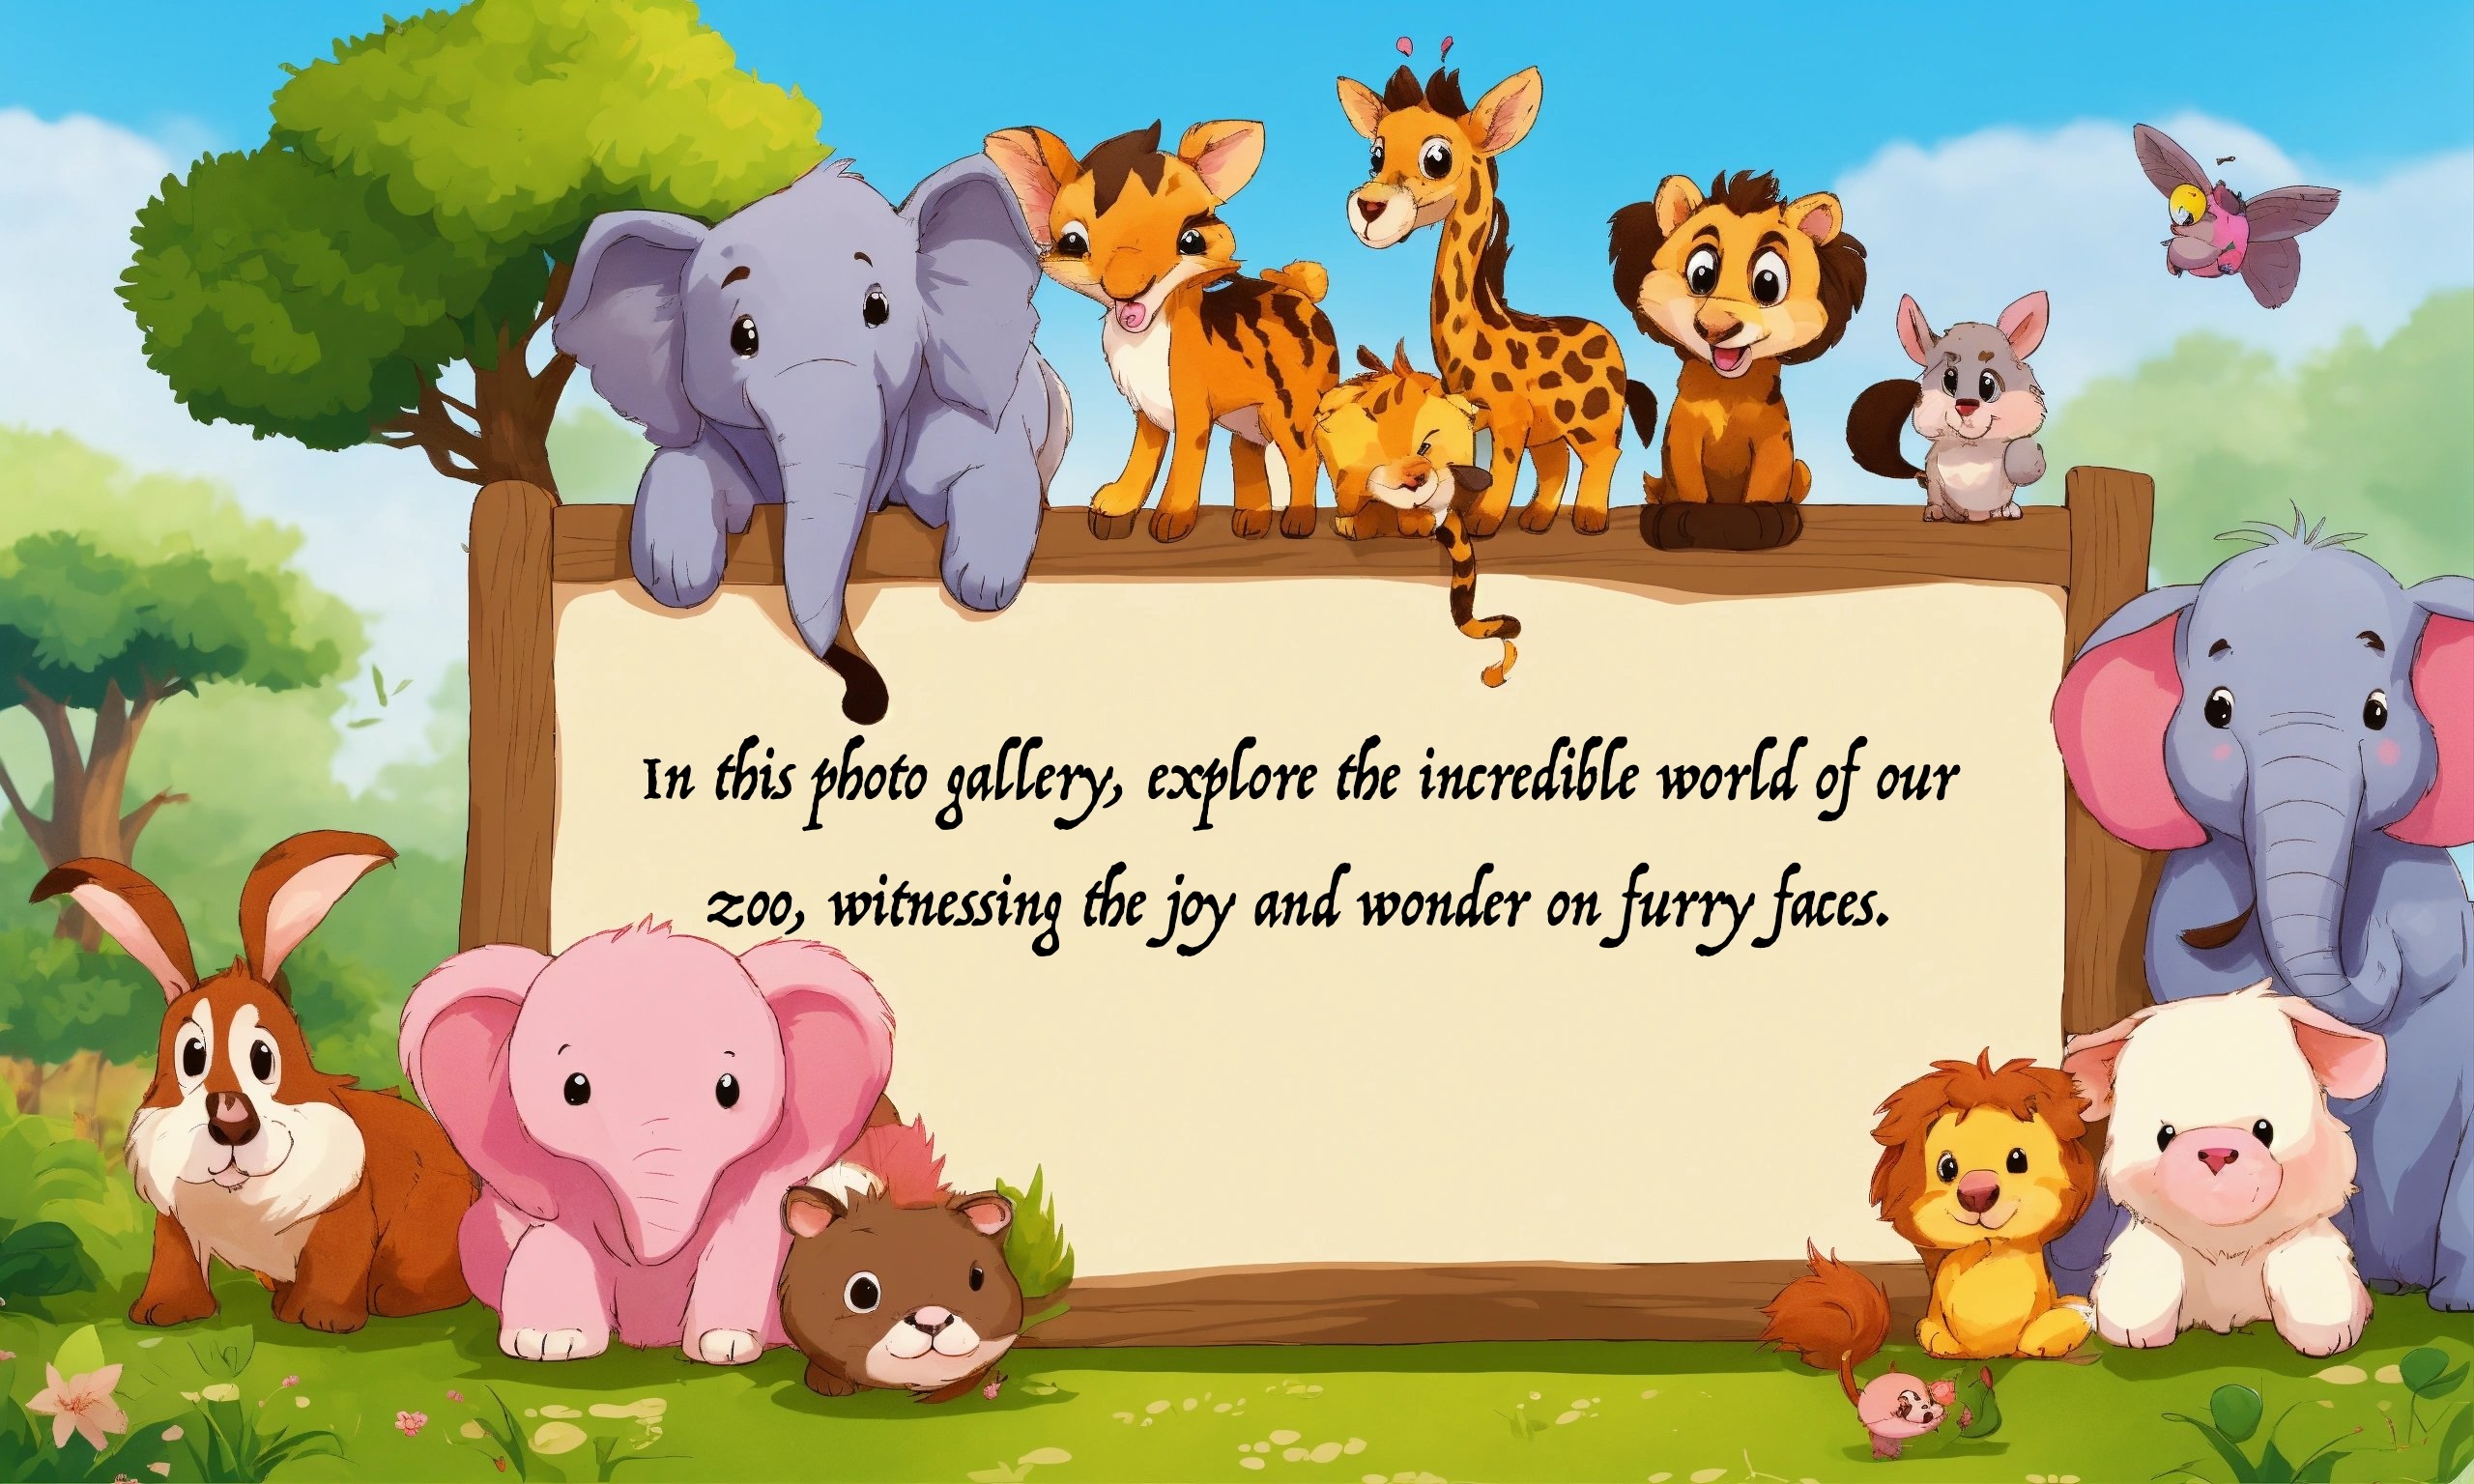 In this photo gallery, explore the incredible world of our
zoo, witnessing the joy and wonder on furry faces.